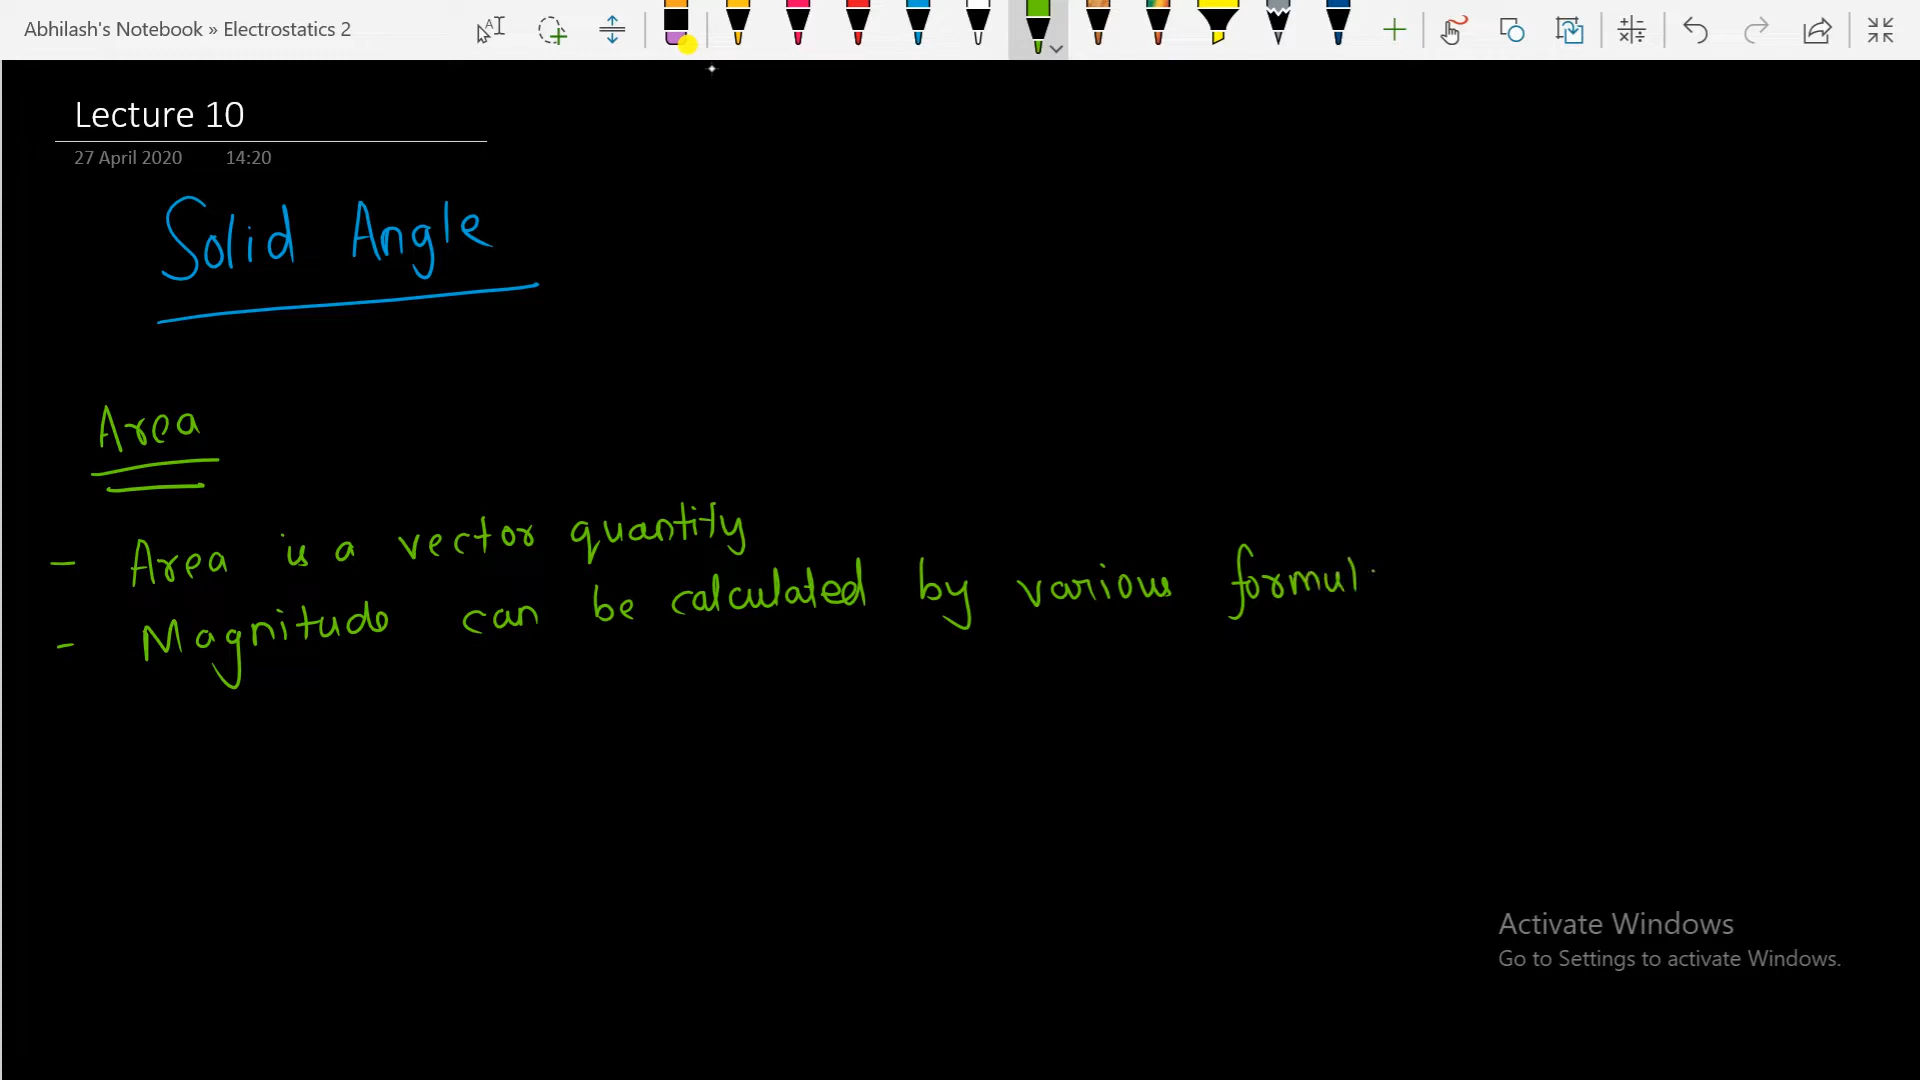 Abhilash's Notebook » Electrostatics 2
Lecture 10
27 April 2020 14:20
Solid Angle
Area
- Area is a vector quantity
- Magnitude can be calculated by various formul
Activate Windows
Go to Settings to activate Windows.